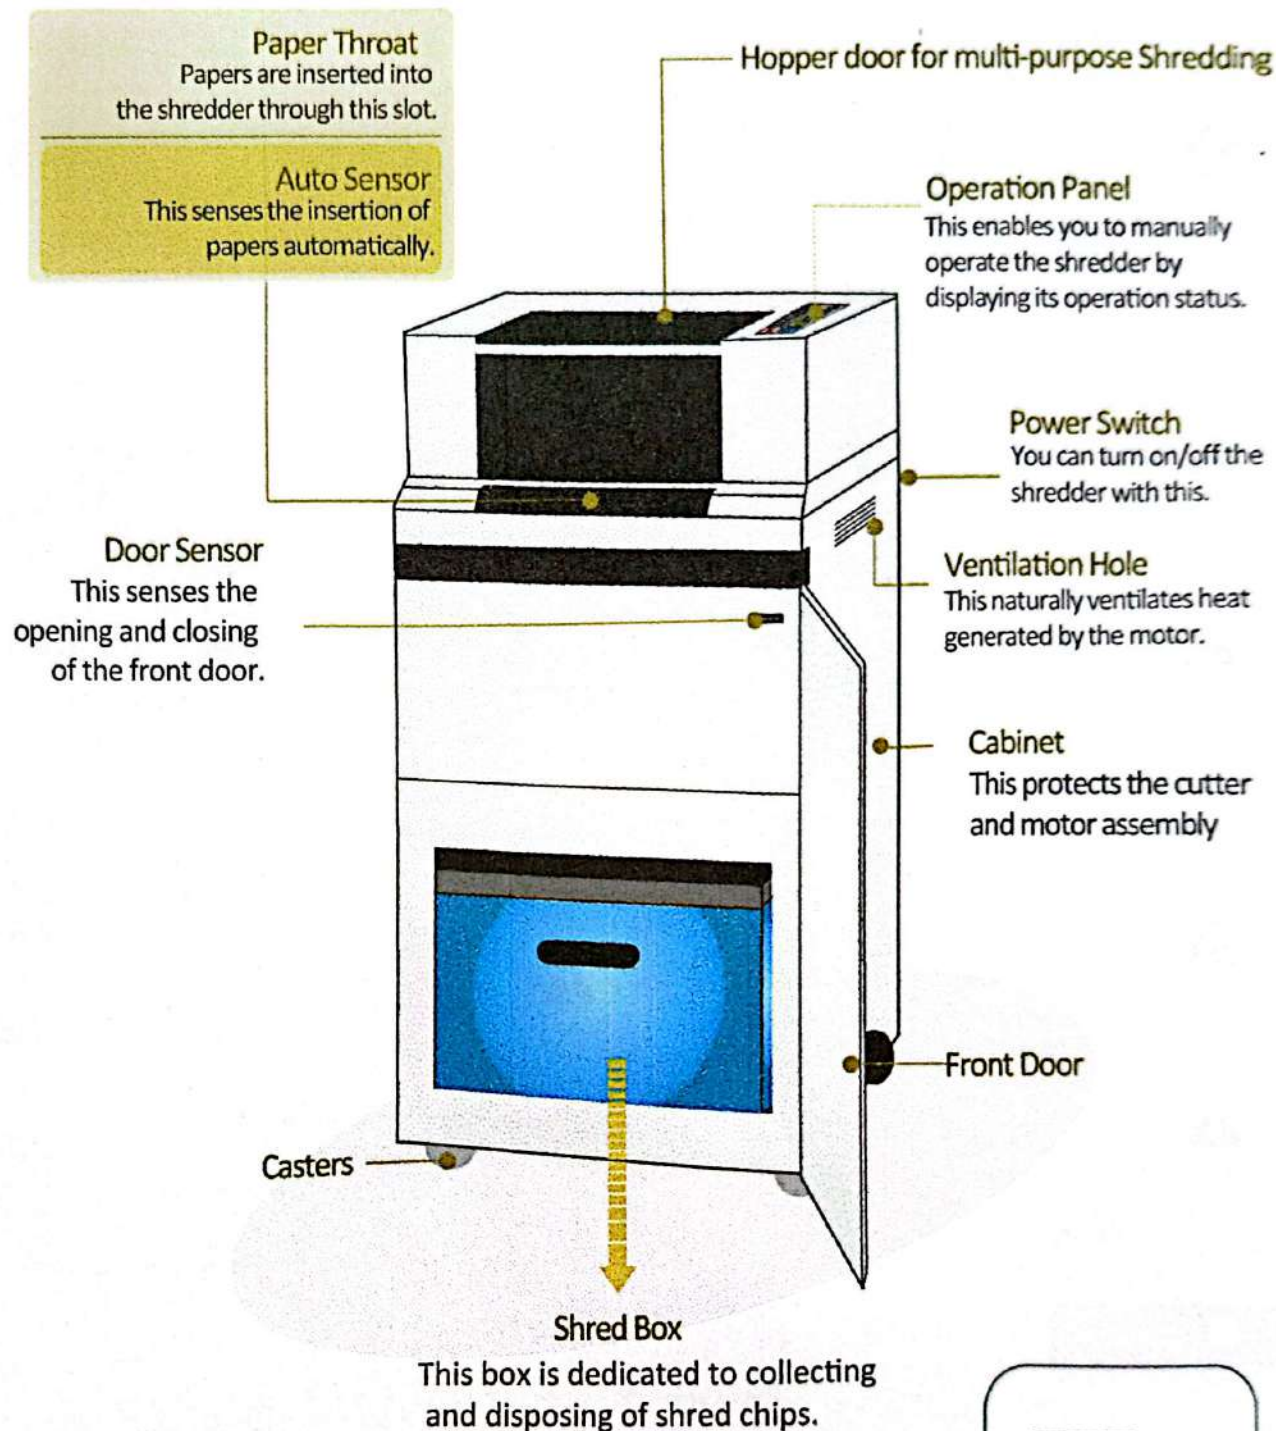 Paper Throat
Papers are inserted into
the shredder through this slot.
Auto Sensor
This senses the insertion of
papers automatically.
Hopper door for multi-purpose Shredding
Operation Panel
This enables you to manually
operate the shredder by
displaying its operation status.
Power Switch
You can turn on/off the
shredder with this.
Door Sensor
This senses the
opening and closing
of the front door.
Ventilation Hole
This naturally ventilates heat
generated by the motor.
Cabinet
This protects the cutter
and motor assembly
Front Door
Casters
Shred Box
This box is dedicated to collecting
and disposing of shred chips.